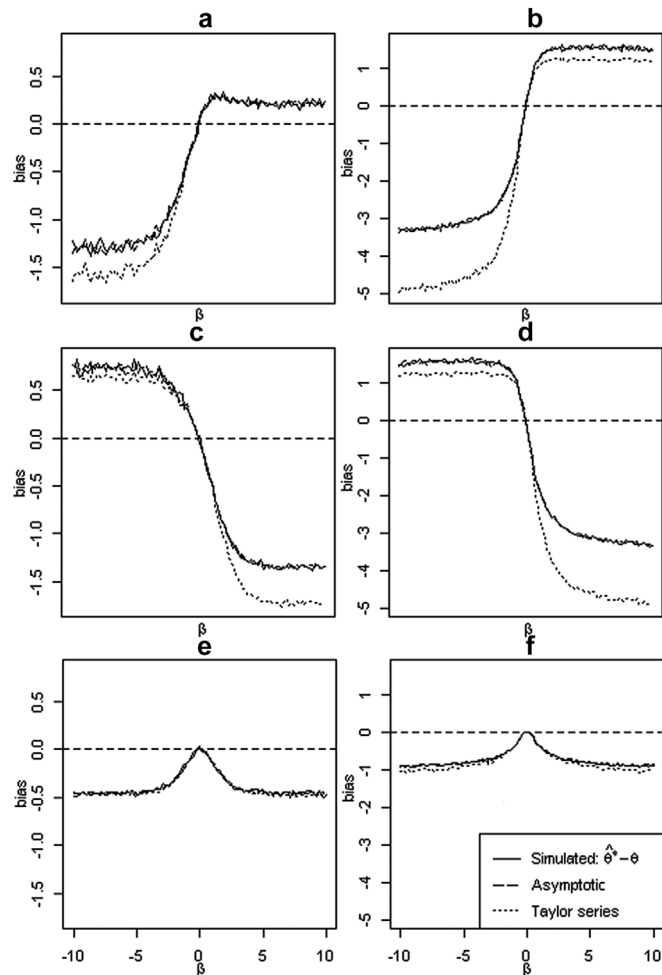 a
b
bias
0.5
0.0
-0.5
-1.0
-1.5
β
bias
1
0
-1
-2
-3
-4
-5
β
c
d
bias
0.5
0.0
-0.5
-1.0
-1.5
β
bias
1
0
-1
-2
-3
-4
-5
β
e
f
bias
0.5
0.0
-0.5
-1.0
-1.5
-10 -5 0 5 10
β
bias
1
0
-1
-2
-3
-4
-5
Simulated: θ̂*−θ
Asymptotic
Taylor series
-10 -5 0 5 10
β